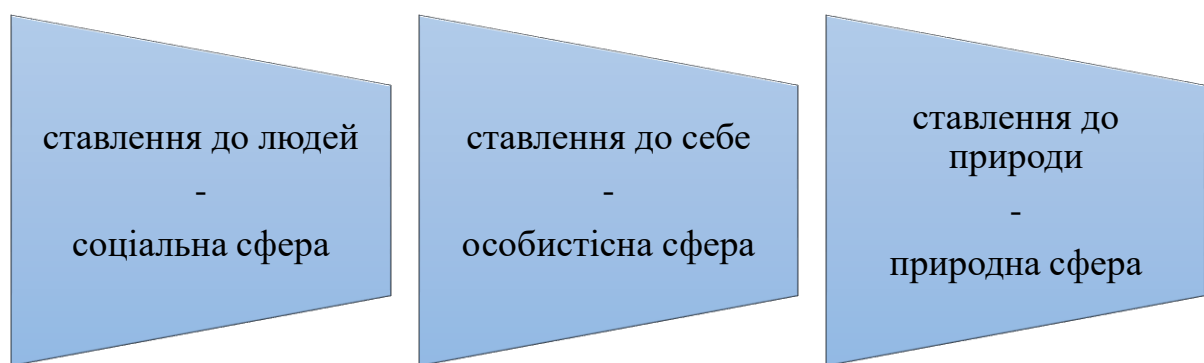 ставлення до людей
-
соціальна сфера
ставлення до себе
-
особистісна сфера
ставлення до
природи
-
природна сфера